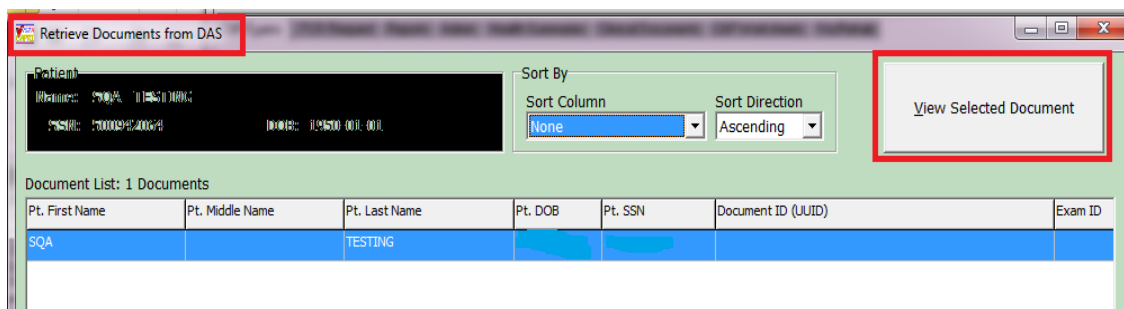 Retrieve Documents from DAS
Patient
Name: SQA TESTING
DOB: 1950-01-01
Sort By
Sort Column
Sort Direction
None
Ascending
View Selected Document
Document List: 1 Documents
Pt. First Name Pt. Middle Name Pt. Last Name Pt. DOB Pt. SSN Document ID (UUID) Exam ID
SQA TESTING